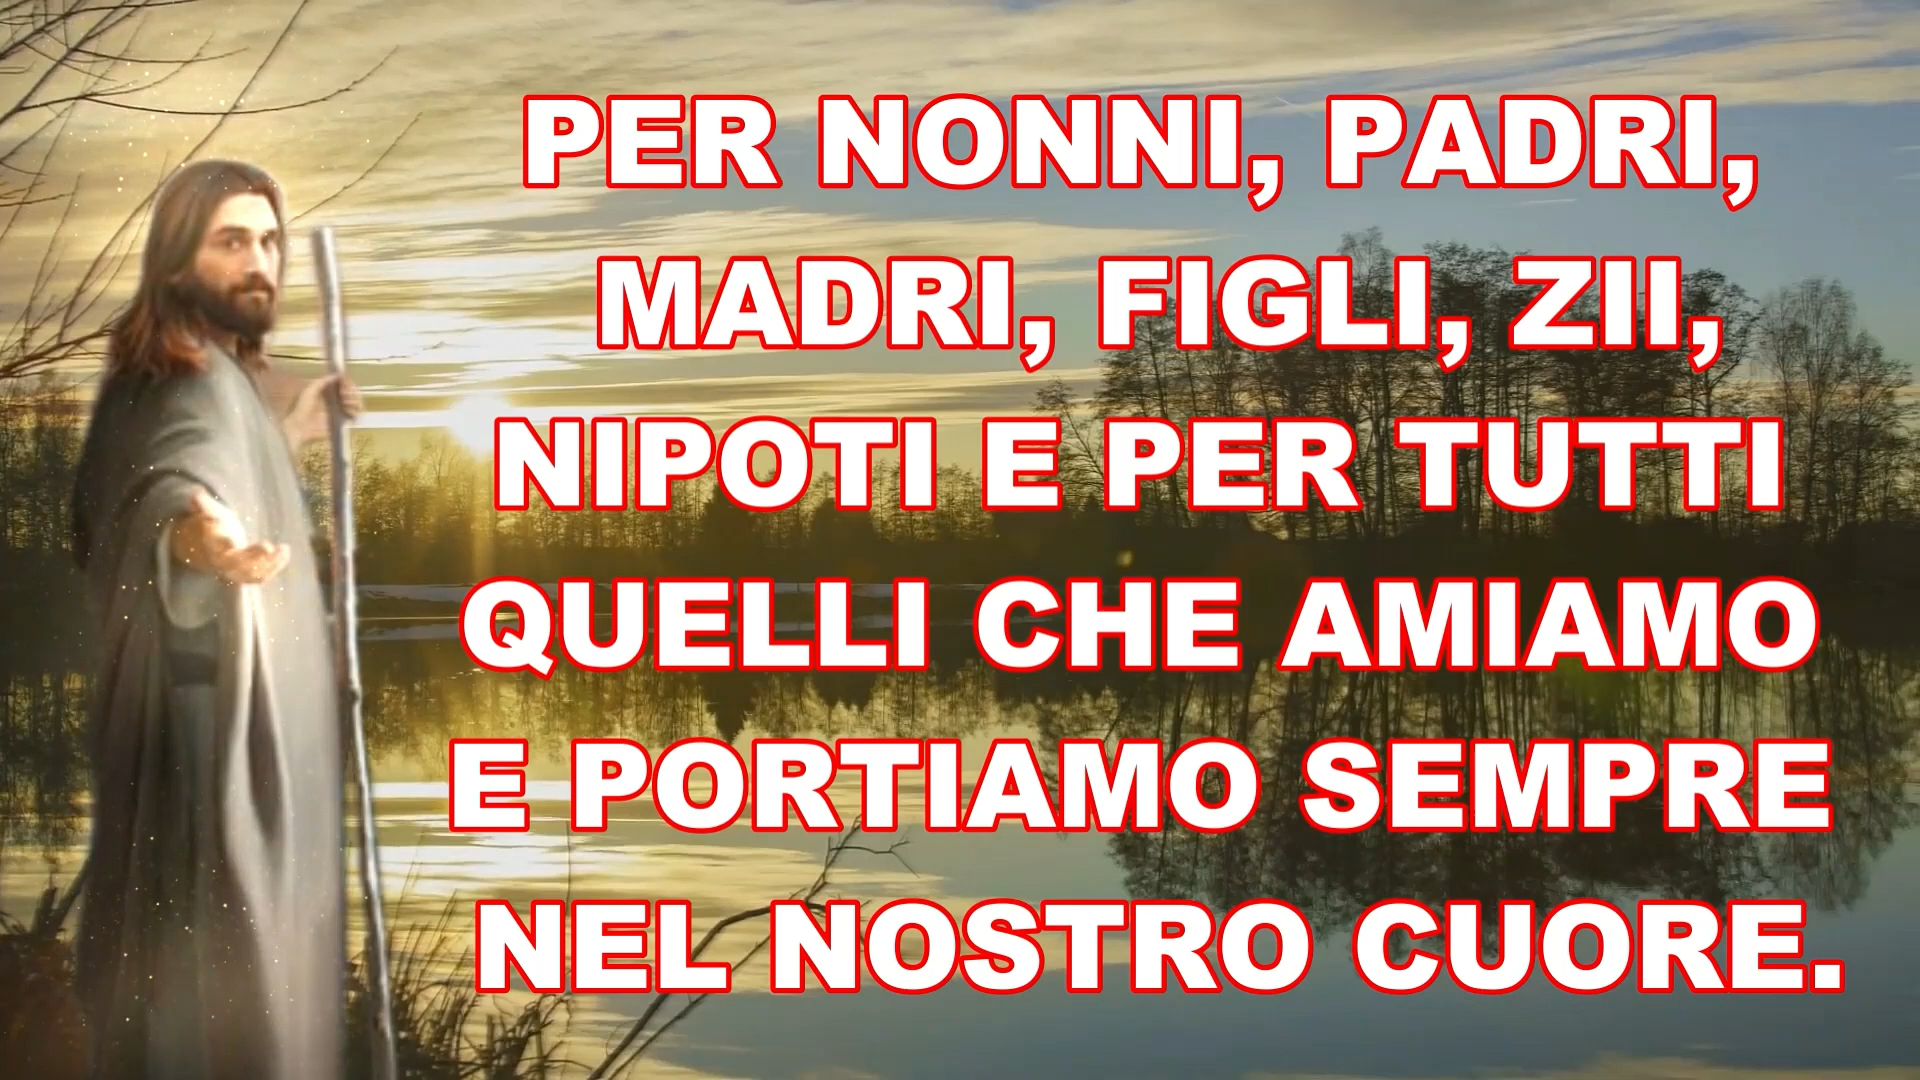 PER NONNI, PADRI,
MADRI, FIGLI, ZII,
NIPOTI E PER TUTTI
QUELLI CHE AMIAMO
E PORTIAMO SEMPRE
NEL NOSTRO CUORE.